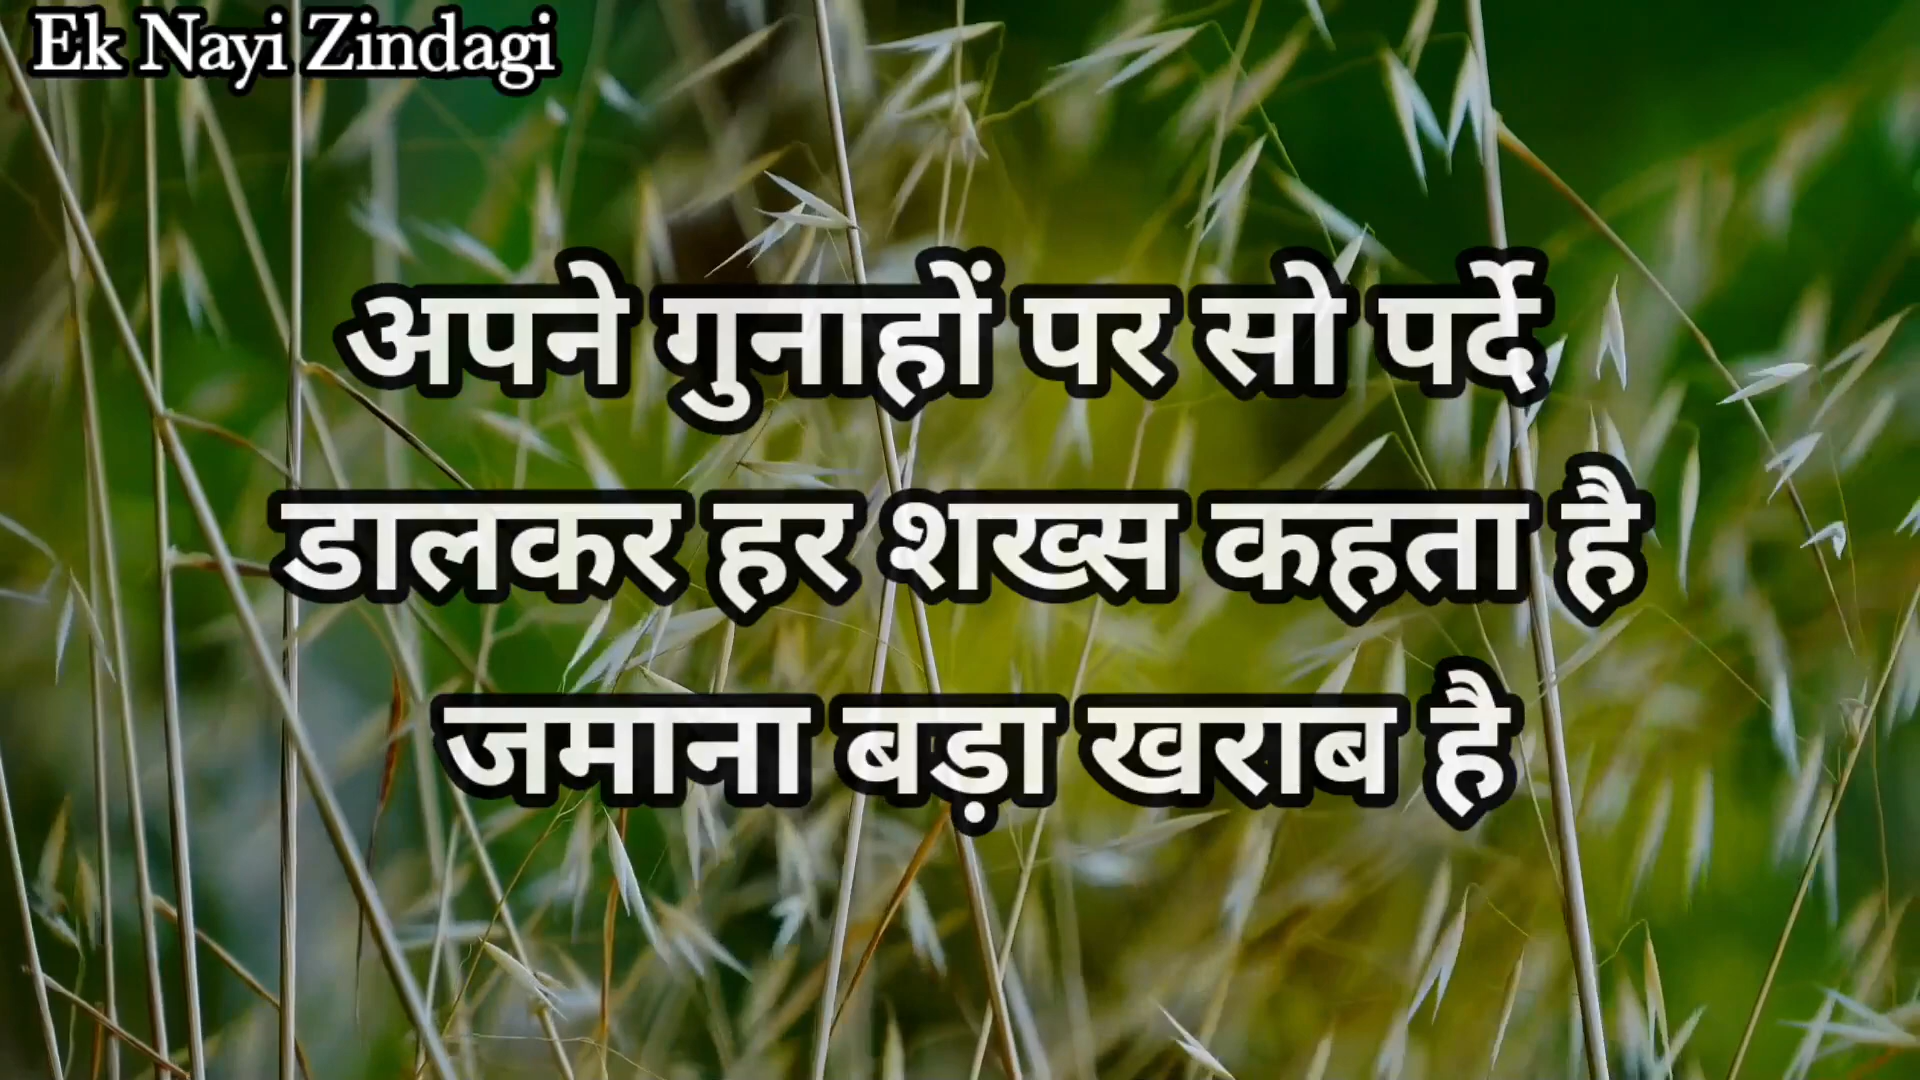 Ek Nayi Zindagi
अपने गुनाहों पर सो पर्दे
डालकर हर शख्स कहता है
जमाना बड़ा खराब है